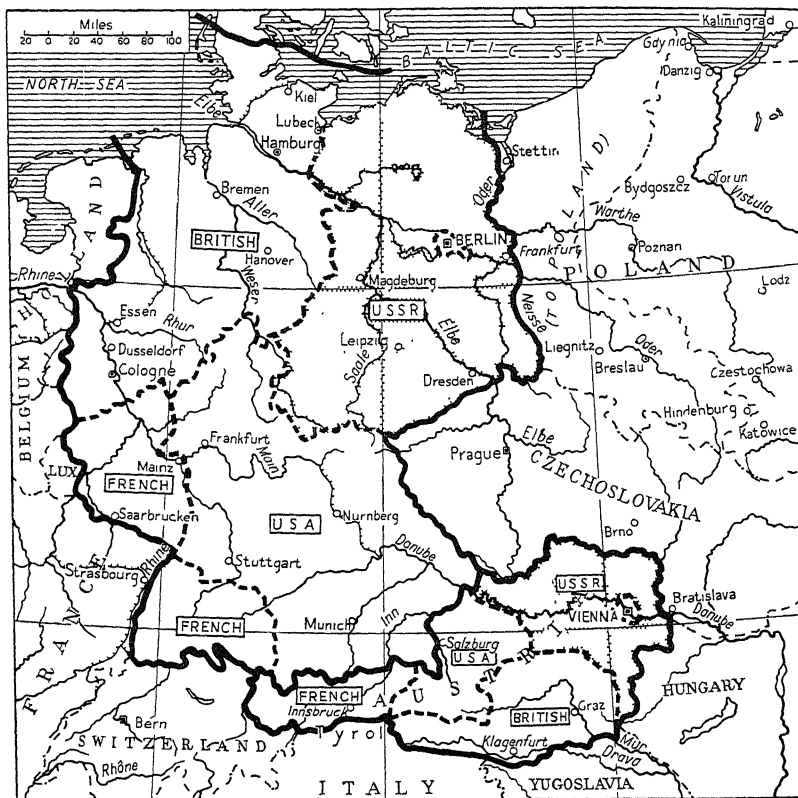 Miles
20 0 20 40 60 80 100
Kaliningrad
BALTIC SEA
Gdynia
Danzig
NORTH SEA
Elbe
Kiel
Lubeck
Hamburg
Stettin
Oder
LAND)
Bydgoszcz
Torun
Vistula
Bremen
Aller
Warthe
BRITISH
Hanover
BERLIN
Frankfurt
Poznan
HOLLAND
Rhine
Weser
Magdeburg
POLAND
Lodz
Essen
Rhur
USSR
Neisse
(TO
Dusseldorf
Cologne
Leipzig
Elbe
Saale
Liegnitz
Oder
Breslau
Dresden
Czestochowa
BELGIUM
Hindenburg
Katowice
Frankfurt
Main
Prague
Elbe
LUX
Mainz
FRENCH
CZECHOSLOVAKIA
Saarbrucken
USA
Nurnberg
Brno
Strasbourg
Rhine
Stuttgart
Danube
USSR
Bratislava
FRANCE
FRENCH
Munich
Inn
VIENNA
Danube
Salzburg
USA
AUSTRIA
FRENCH
Innsbruck
HUNGARY
Bern
BRITISH
Graz
SWITZERLAND
Tyrol
Klagenfurt
Mur
Drava
Rhône
ITALY
YUGOSLAVIA